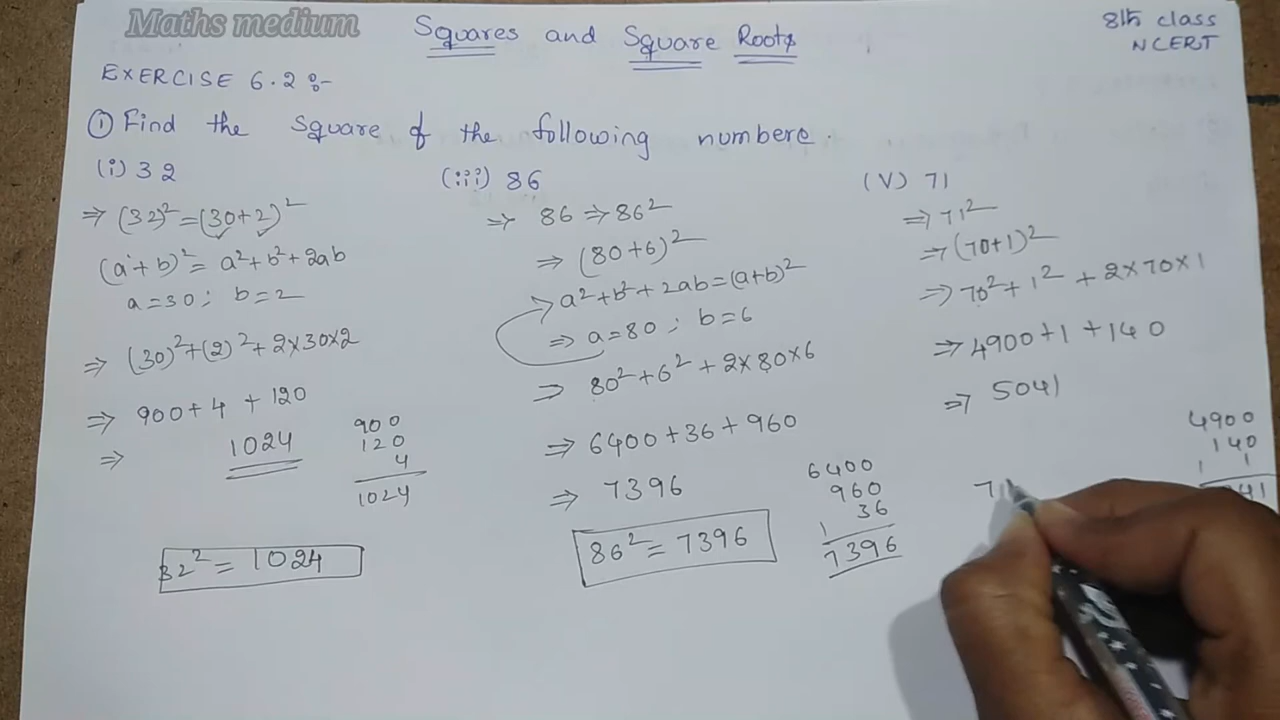 Maths medium
Squares and Square Roots
8th class
NCERT
EXERCISE 6.2 :-
① Find the Square of the following numbers.
(i) 32
⇒ (32)² = (30+2)²
(a+b)² = a²+b²+2ab
a=30; b=2
⇒ (30)²+(2)²+2×30×2
⇒ 900+4+120
⇒ 1024
900
120
4
1024
32² = 1024
(iii) 86
⇒ 86 ⇒ 86²
⇒ (80+6)²
→ a²+b²+2ab=(a+b)²
⇒ a=80; b=6
⇒ 80²+6²+2×80×6
⇒ 6400+36+960
⇒ 7396
6400
960
36
1
7396
86² = 7396
(V) 71
⇒ 71²
⇒ (70+1)²
⇒ 70²+1²+2×70×1
⇒ 4900+1+140
⇒ 5041
4900
140
1 1
41
71